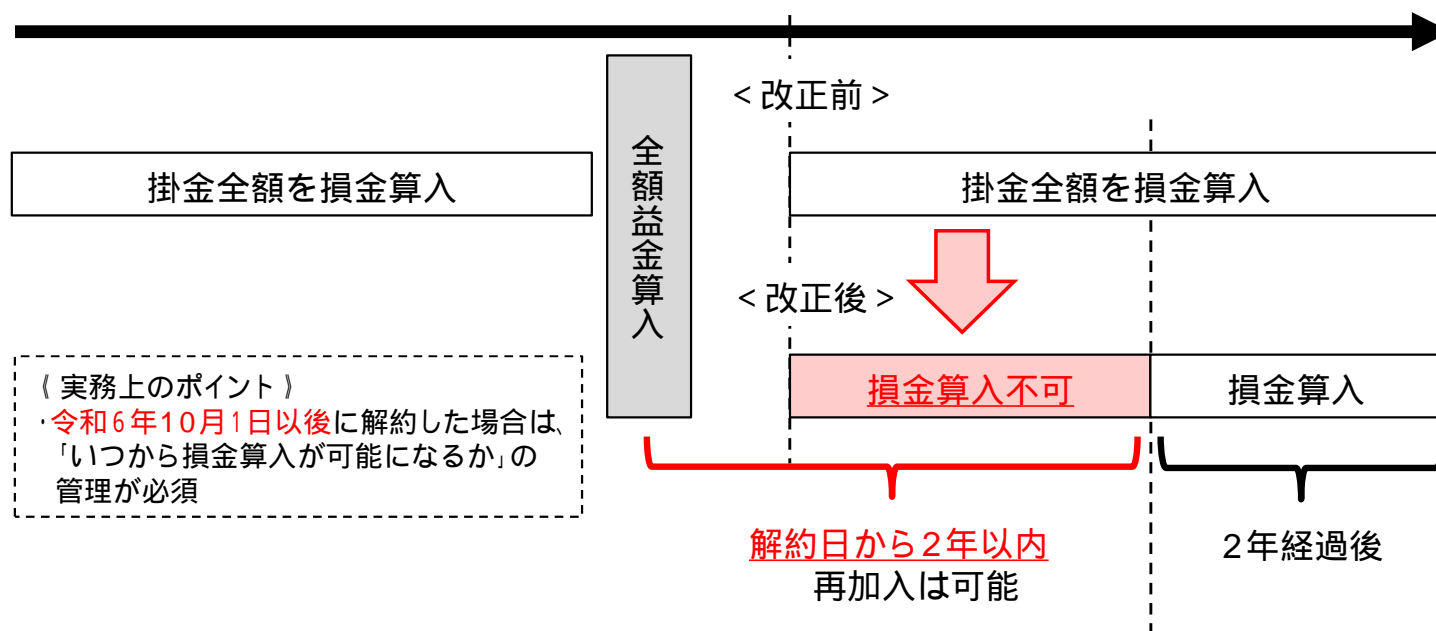 <改正前>
掛金全額を損金算入
全額益金算入
掛金全額を損金算入
<改正後>
損金算入不可
損金算入
《 実務上のポイント 》
・令和6年10月1日以後に解約した場合は、
「いつから損金算入が可能になるか」の
管理が必須
解約日から2年以内
再加入は可能
2年経過後